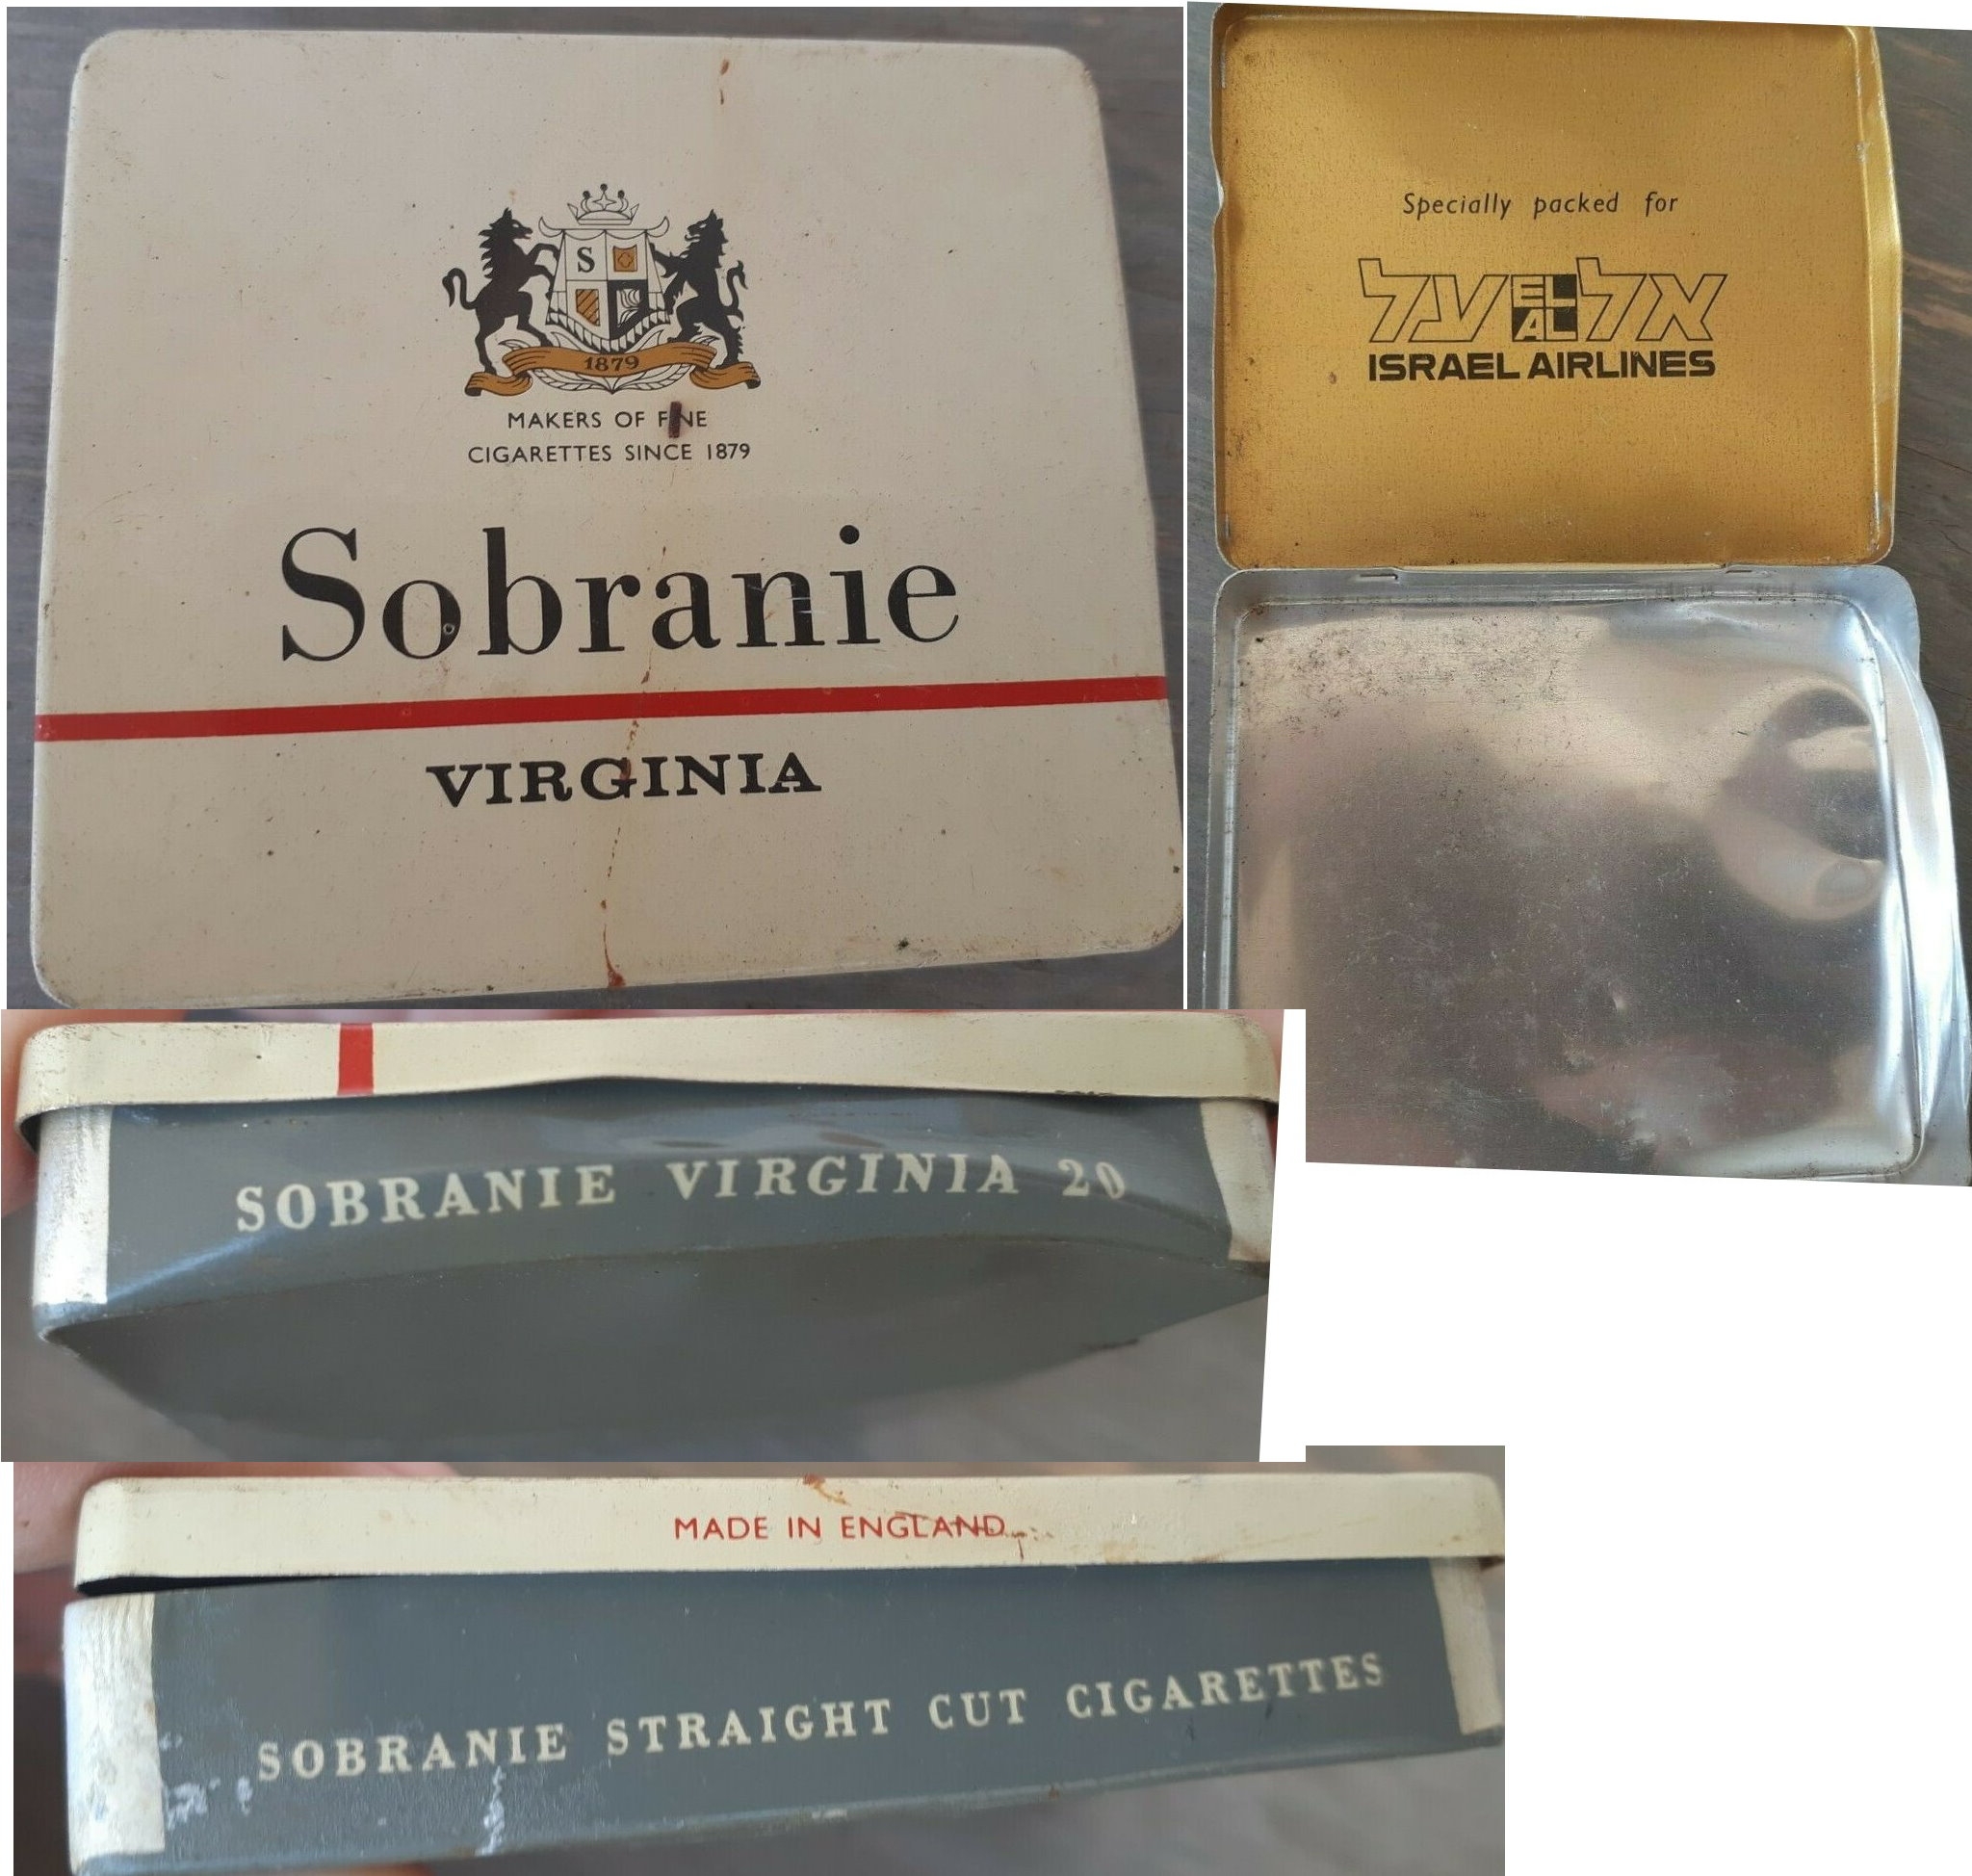 S
1879
MAKERS OF FINE
CIGARETTES SINCE 1879
Sobranie
VIRGINIA
Specially packed for
אל EL AL על
ISRAEL AIRLINES
SOBRANIE VIRGINIA 20
MADE IN ENGLAND
SOBRANIE STRAIGHT CUT CIGARETTES